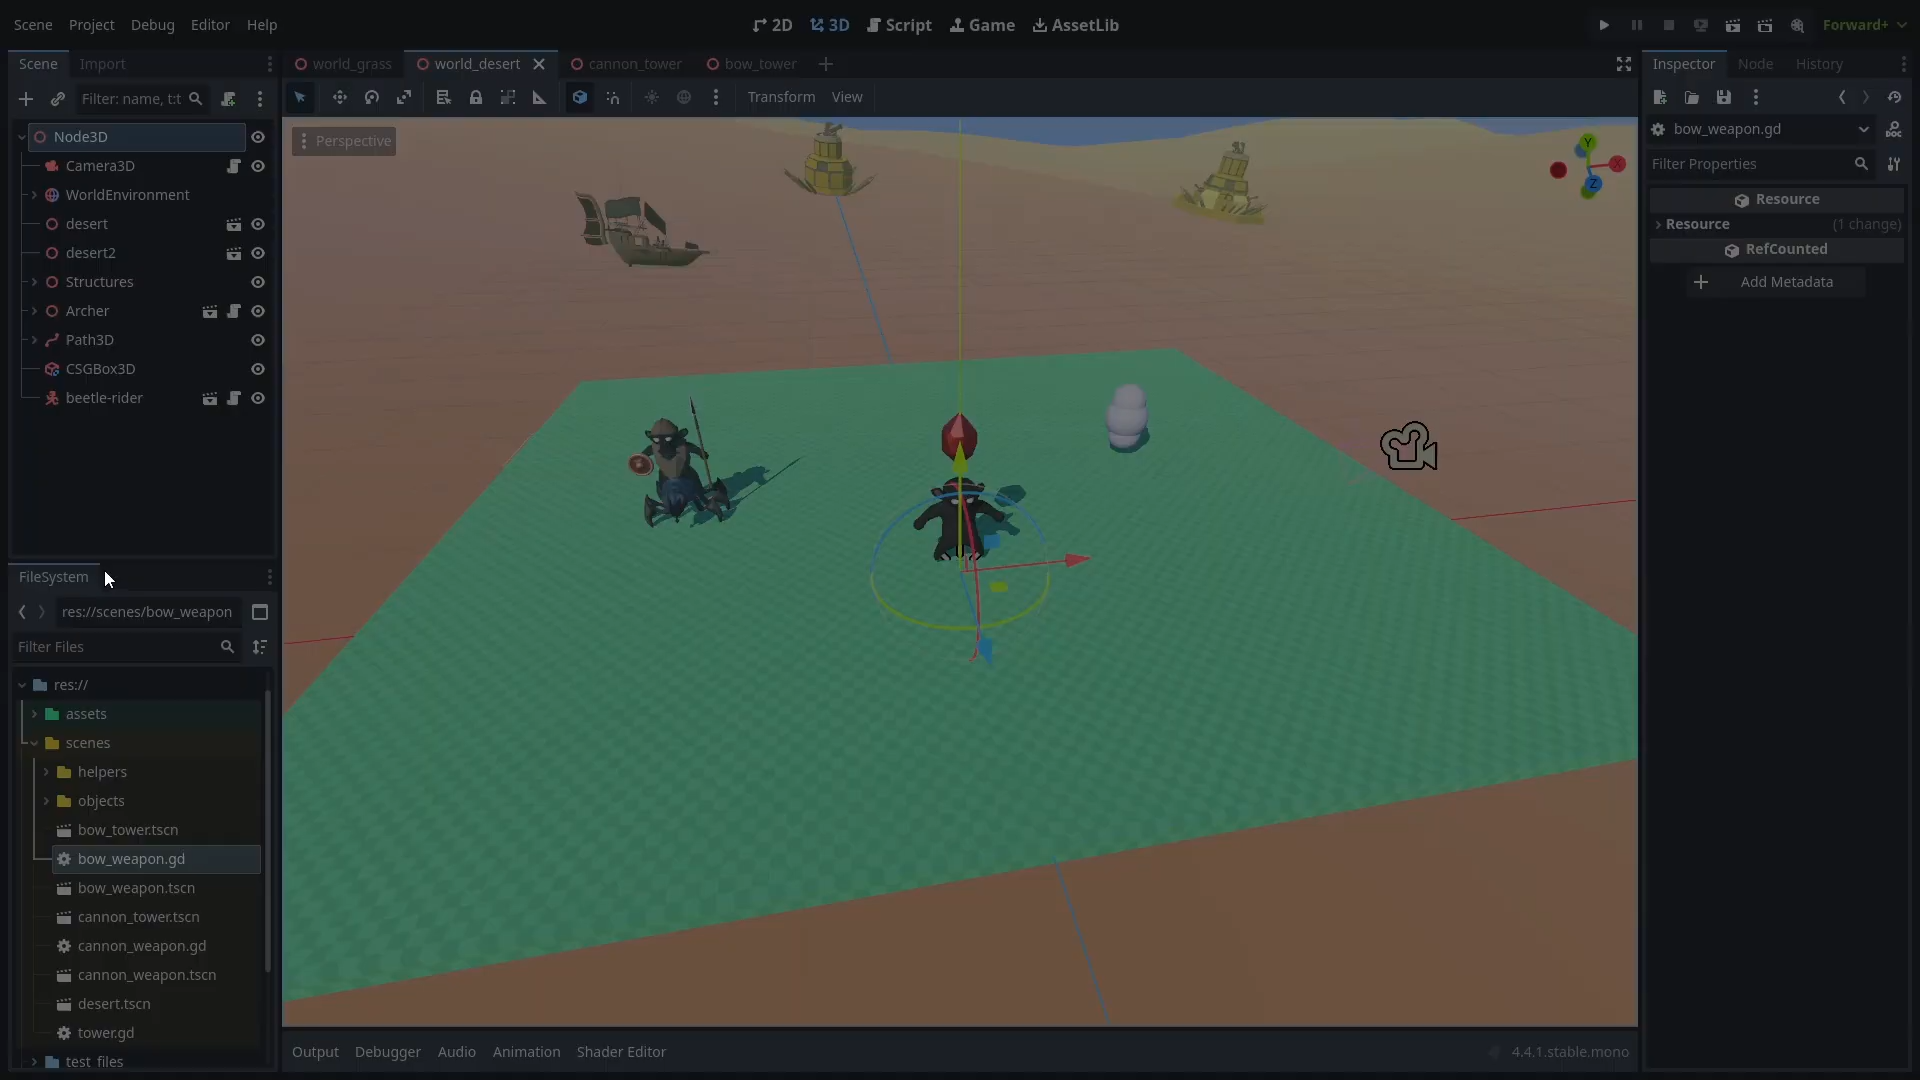 Scene Project Debug Editor Help
2D 3D Script Game AssetLib
Forward+
Scene Import
world_grass world_desert cannon_tower bow_tower
Inspector Node History
Filter: name, t:t
Transform View
bow_weapon.gd
Filter Properties
Node3D
Camera3D
WorldEnvironment
desert
desert2
Structures
Archer
Path3D
CSGBox3D
beetle-rider
Perspective
Y
X
Z
Resource
Resource (1 change)
RefCounted
Add Metadata
FileSystem
res://scenes/bow_weapon
Filter Files
res://
assets
scenes
helpers
objects
bow_tower.tscn
bow_weapon.gd
bow_weapon.tscn
cannon_tower.tscn
cannon_weapon.gd
cannon_weapon.tscn
desert.tscn
tower.gd
test_files
Output Debugger Audio Animation Shader Editor
4.4.1.stable.mono